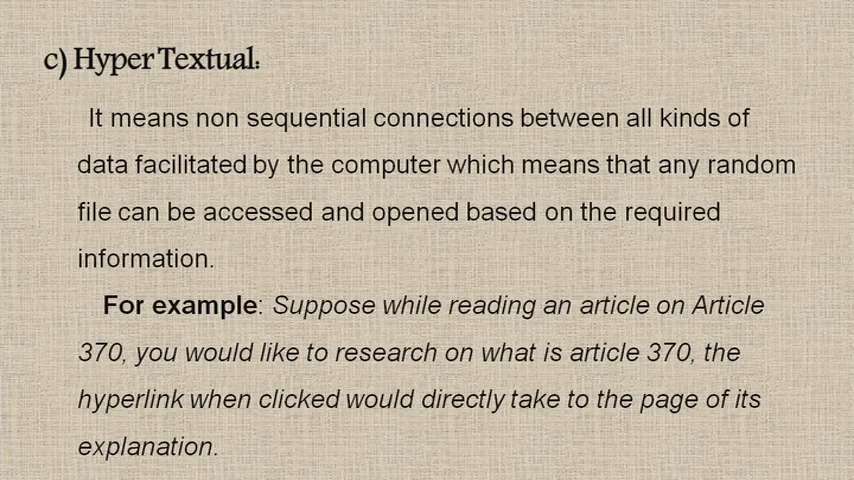 c) Hyper Textual:
It means non sequential connections between all kinds of
data facilitated by the computer which means that any random
file can be accessed and opened based on the required
information.
For example: Suppose while reading an article on Article
370, you would like to research on what is article 370, the
hyperlink when clicked would directly take to the page of its
explanation.